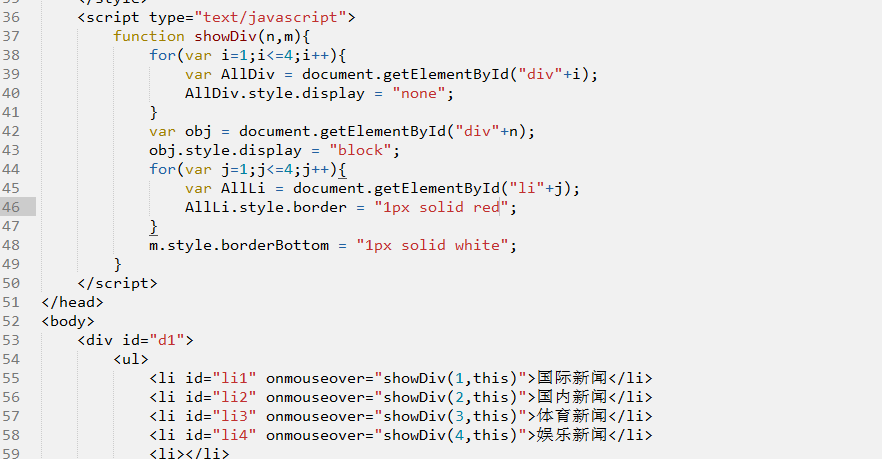 35 </style>
36 <script type="text/javascript">
37 function showDiv(n,m){
38 for(var i=1;i<=4;i++){
39 var AllDiv = document.getElementById("div"+i);
40 AllDiv.style.display = "none";
41 }
42 var obj = document.getElementById("div"+n);
43 obj.style.display = "block";
44 for(var j=1;j<=4;j++){
45 var AllLi = document.getElementById("li"+j);
46 AllLi.style.border = "1px solid red";
47 }
48 m.style.borderBottom = "1px solid white";
49 }
50 </script>
51 </head>
52 <body>
53 <div id="d1">
54 <ul>
55 <li id="li1" onmouseover="showDiv(1,this)">国际新闻</li>
56 <li id="li2" onmouseover="showDiv(2,this)">国内新闻</li>
57 <li id="li3" onmouseover="showDiv(3,this)">体育新闻</li>
58 <li id="li4" onmouseover="showDiv(4,this)">娱乐新闻</li>
59 <li></li>